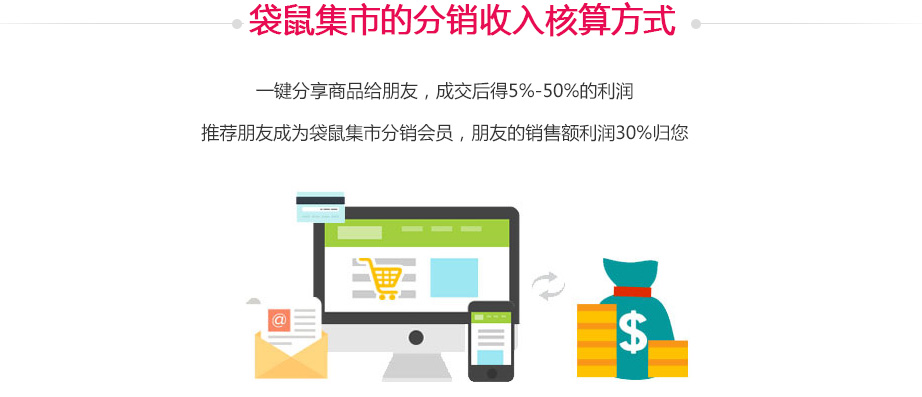 袋鼠集市的分销收入核算方式
一键分享商品给朋友，成交后得5%-50%的利润
推荐朋友成为袋鼠集市分销会员，朋友的销售额利润30%归您
@
$